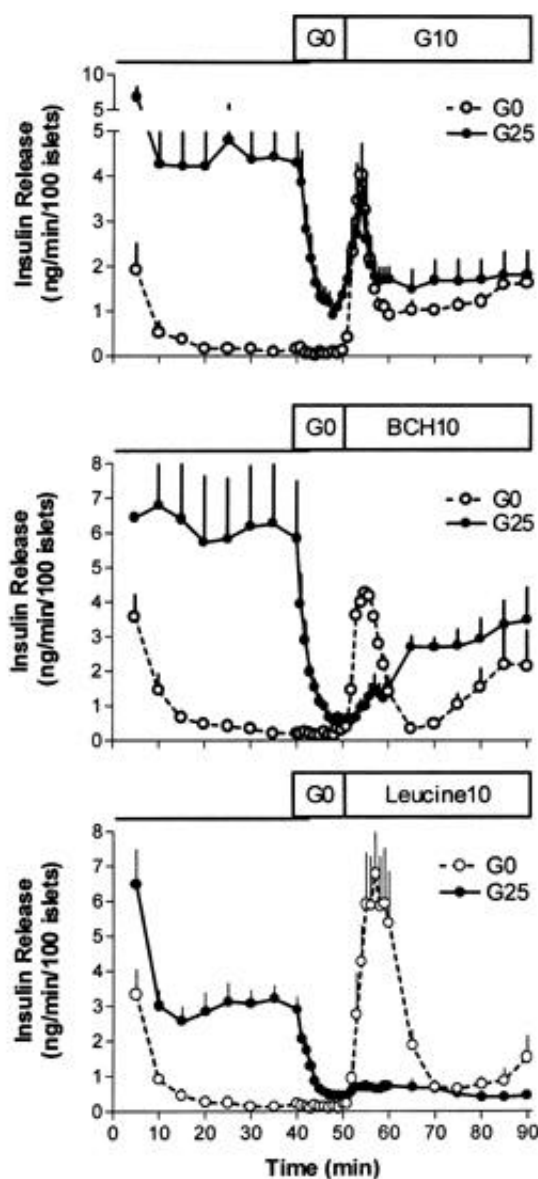 G0 G10
10
5
5
4
3
2
1
0
G0
G25
Insulin Release
(ng/min/100 islets)
G0 BCH10
8
7
6
5
4
3
2
1
0
G0
G25
Insulin Release
(ng/min/100 islets)
G0 Leucine10
8
7
6
5
4
3
2
1
0
G0
G25
Insulin Release
(ng/min/100 islets)
0 10 20 30 40 50 60 70 80 90
Time (min)